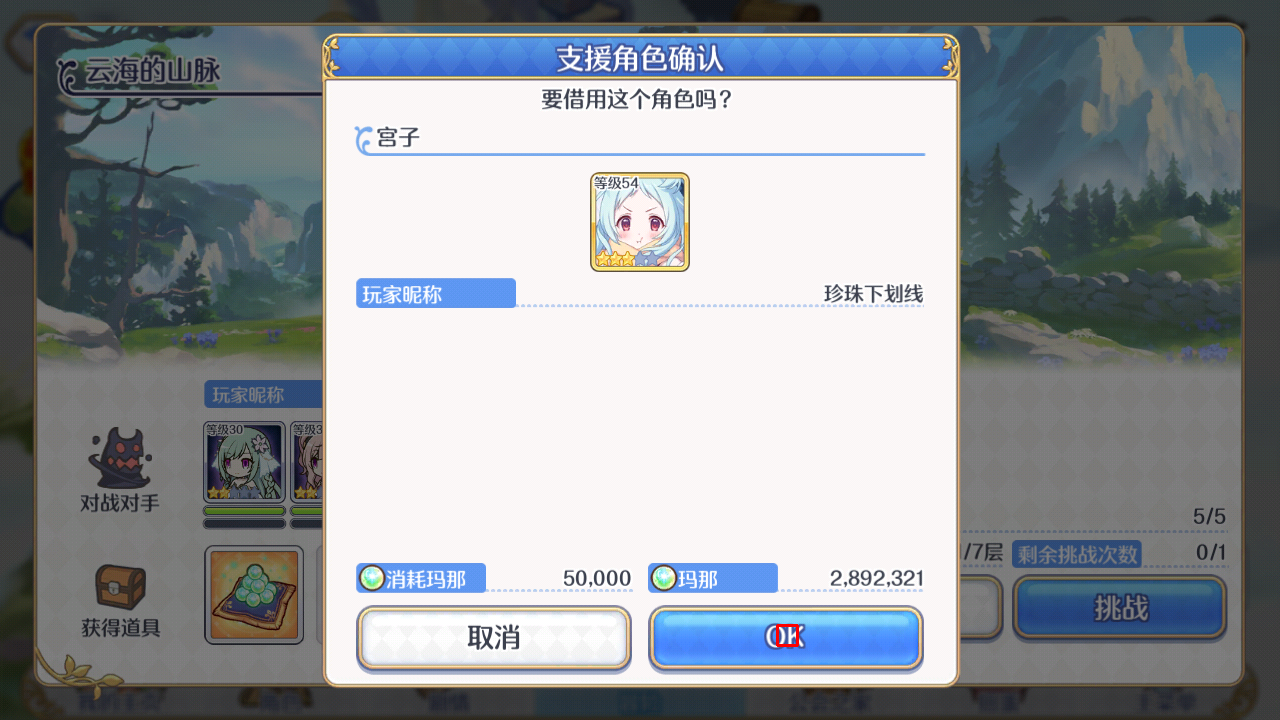 支援角色确认
云海的山脉
要借用这个角色吗？
宫子
等级54
玩家昵称
珍珠下划线
玩家昵称
等级30
等级3
对战对手
5/5
/7层
剩余挑战次数
0/1
消耗玛那
50,000
玛那
2,892,321
取消
OK
挑战
获得道具